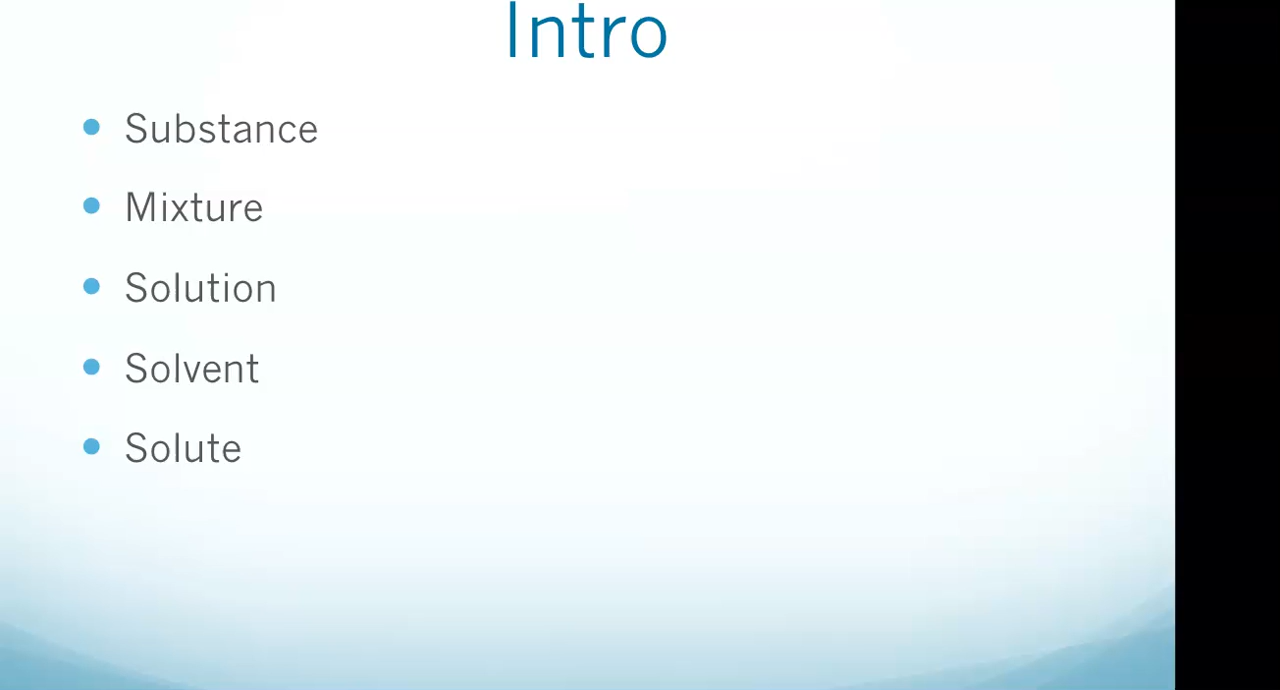 Intro
Substance
Mixture
Solution
Solvent
Solute